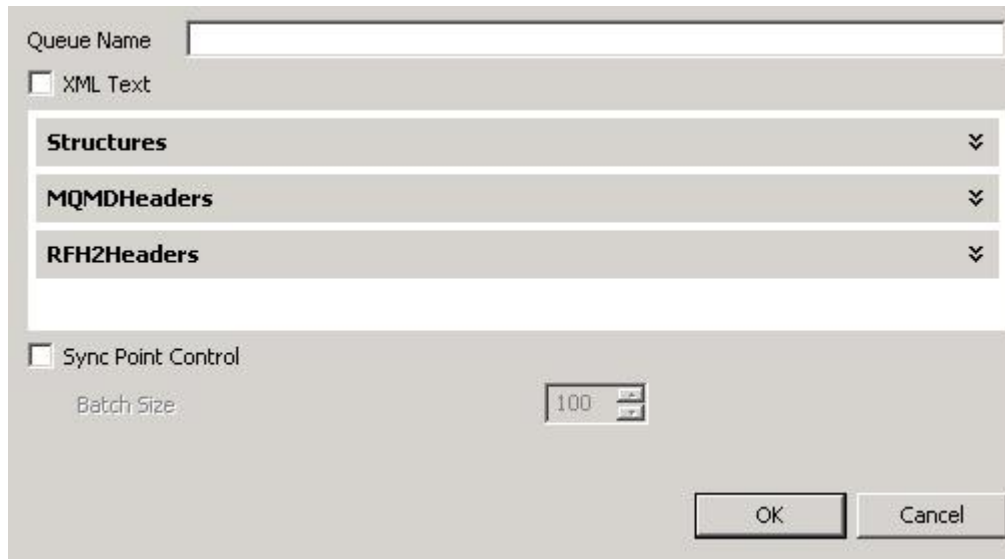 Queue Name
XML Text
Structures
MQMDHeaders
RFH2Headers
Sync Point Control
Batch Size 100
OK Cancel